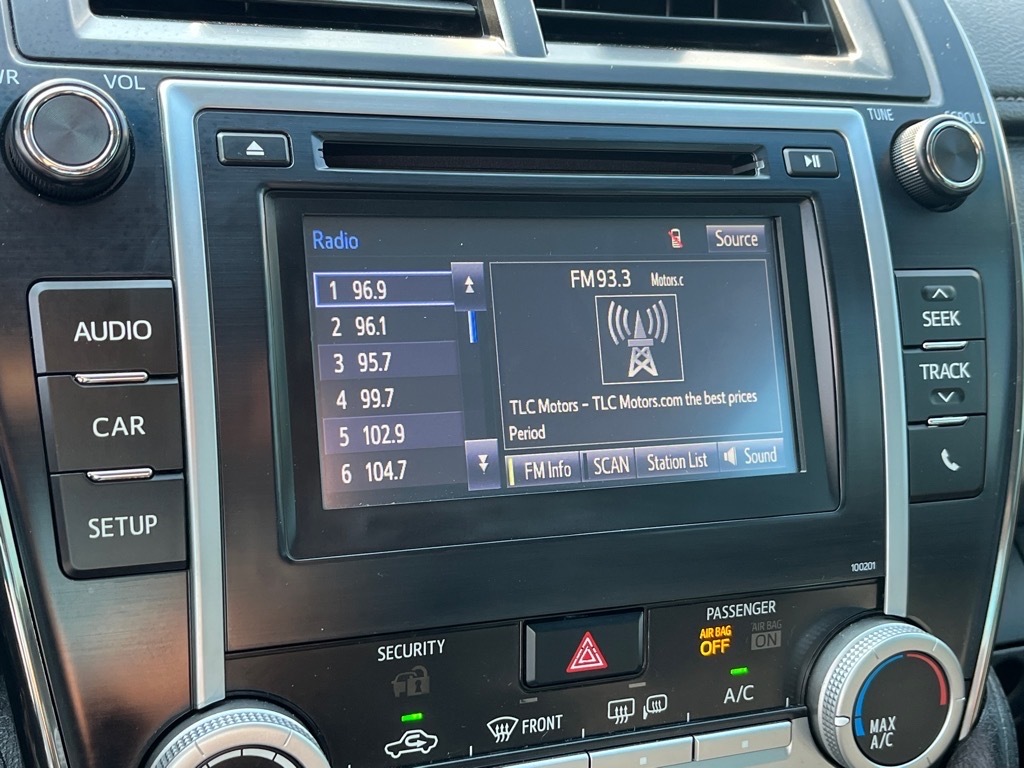 VOL
TUNE
Radio
Source
1 96.9
2 96.1
3 95.7
4 99.7
5 102.9
6 104.7
FM 93.3 Motors.c
TLC Motors - TLC Motors.com the best prices
Period
FM Info SCAN Station List Sound
AUDIO
CAR
SETUP
SEEK
TRACK
100201
SECURITY
PASSENGER
AIR BAG
OFF
AIR BAG
ON
A/C
FRONT
MAX
A/C